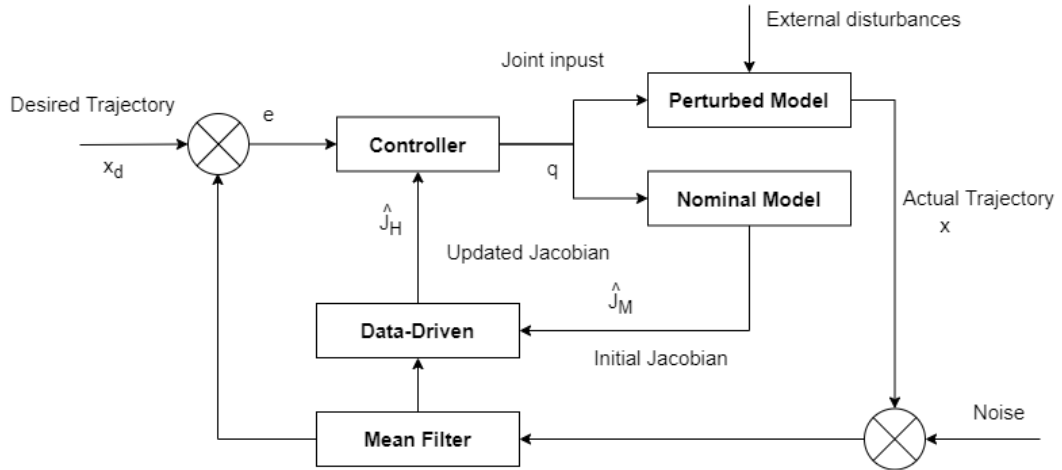 External disturbances
Joint inpust
Perturbed Model
Desired Trajectory
e
Controller
x_d
q
Nominal Model
Actual Trajectory
x
Ĵ_H
Updated Jacobian
Ĵ_M
Data-Driven
Initial Jacobian
Noise
Mean Filter